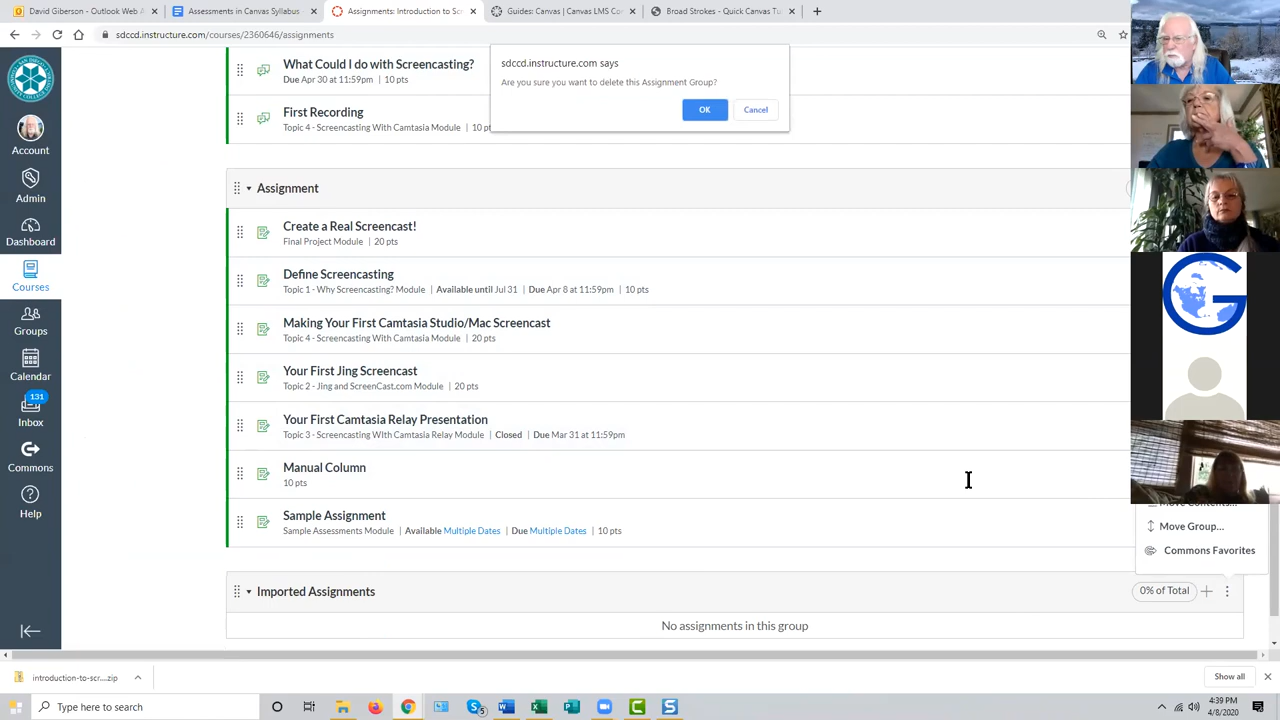 David Giberson - Outlook Web A
Assessments in Canvas Syllabus
Assignments: Introduction to Sc
Guides: Canvas | Canvas LMS Co
Broad Strokes - Quick Canvas Tu
sdccd.instructure.com/courses/2360646/assignments
sdccd.instructure.com says
Are you sure you want to delete this Assignment Group?
OK
Cancel
Account
Admin
Dashboard
Courses
Groups
Calendar
131
Inbox
Commons
Help
What Could I do with Screencasting?
Due Apr 30 at 11:59pm | 10 pts
First Recording
Topic 4 - Screencasting With Camtasia Module | 10 pt
Assignment
Create a Real Screencast!
Final Project Module | 20 pts
Define Screencasting
Topic 1 - Why Screencasting? Module | Available until Jul 31 | Due Apr 8 at 11:59pm | 10 pts
Making Your First Camtasia Studio/Mac Screencast
Topic 4 - Screencasting With Camtasia Module | 20 pts
Your First Jing Screencast
Topic 2 - Jing and ScreenCast.com Module | 20 pts
Your First Camtasia Relay Presentation
Topic 3 - Screencasting With Camtasia Relay Module | Closed | Due Mar 31 at 11:59pm
Manual Column
10 pts
Sample Assignment
Sample Assessments Module | Available Multiple Dates | Due Multiple Dates | 10 pts
Move Group...
Commons Favorites
Imported Assignments
0% of Total
No assignments in this group
introduction-to-scr....zip
Show all
Type here to search
5
4:39 PM
4/8/2020